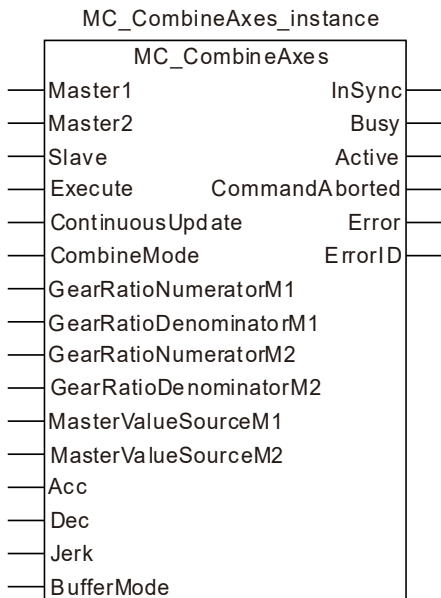 MC_CombineAxes_instance
MC_CombineAxes
Master1 InSync
Master2 Busy
Slave Active
Execute CommandAborted
ContinuousUpdate Error
CombineMode ErrorID
GearRatioNumeratorM1
GearRatioDenominatorM1
GearRatioNumeratorM2
GearRatioDenominatorM2
MasterValueSourceM1
MasterValueSourceM2
Acc
Dec
Jerk
BufferMode